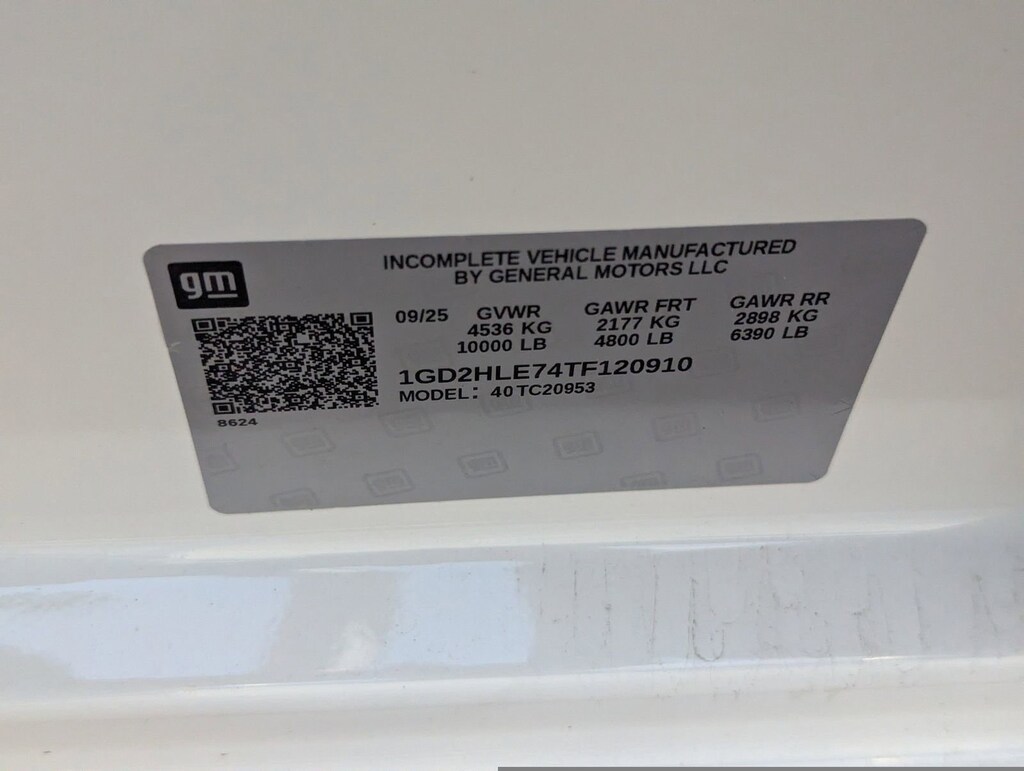 gm
INCOMPLETE VEHICLE MANUFACTURED
BY GENERAL MOTORS LLC
09/25 GVWR GAWR FRT GAWR RR
4536 KG 2177 KG 2898 KG
10000 LB 4800 LB 6390 LB
1GD2HLE74TF120910
MODEL: 40TC20953
8624